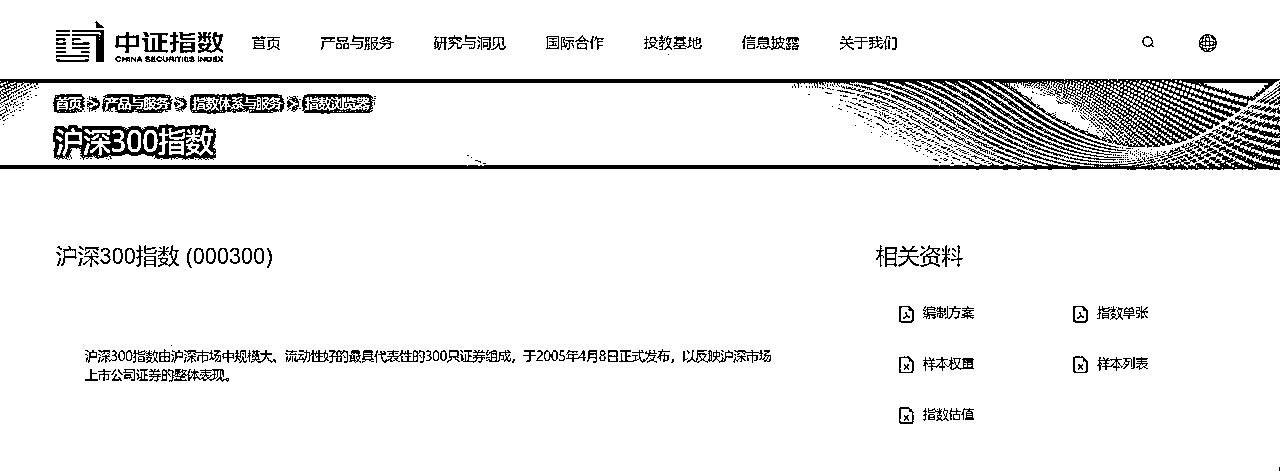 中证指数
CHINA SECURITIES INDEX
首页 产品与服务 研究与洞见 国际合作 投教基地 信息披露 关于我们
首页 > 产品与服务 > 指数体系与服务 > 指数浏览器
沪深300指数
沪深300指数 (000300)
沪深300指数由沪深市场中规模大、流动性好的最具代表性的300只证券组成，于2005年4月8日正式发布，以反映沪深市场
上市公司证券的整体表现。
相关资料
编制方案 指数单张
样本权重 样本列表
指数估值